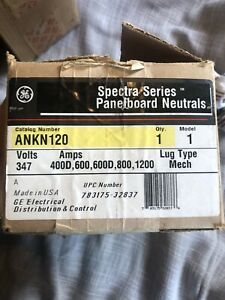 Spectra Series™
Panelboard Neutrals
Catalog Number Qty. Model
ANKN120 1 1
Volts Amps Lug Type
347 400D,600,600D,800,1200 Mech
A
Made in USA UPC Number
783175-32837
GE Electrical
Distribution & Control